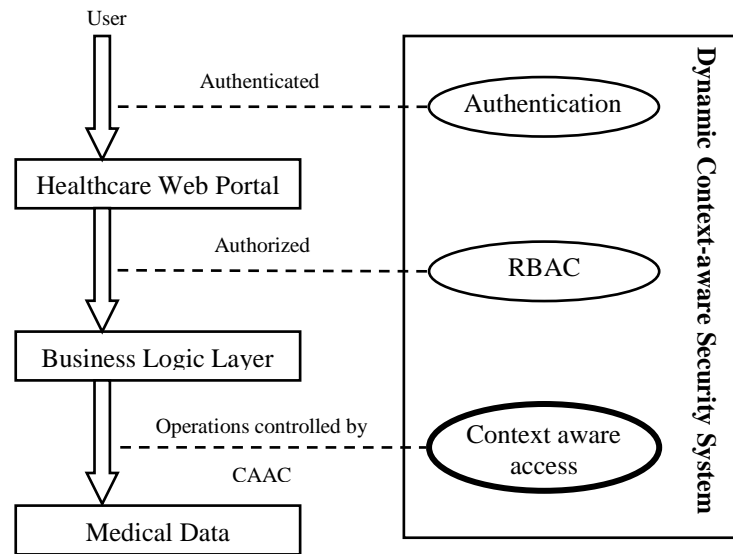 User
Authenticated
Authentication
Healthcare Web Portal
Authorized
RBAC
Business Logic Layer
Operations controlled by
CAAC
Context aware
access
Medical Data
Dynamic Context-aware Security System